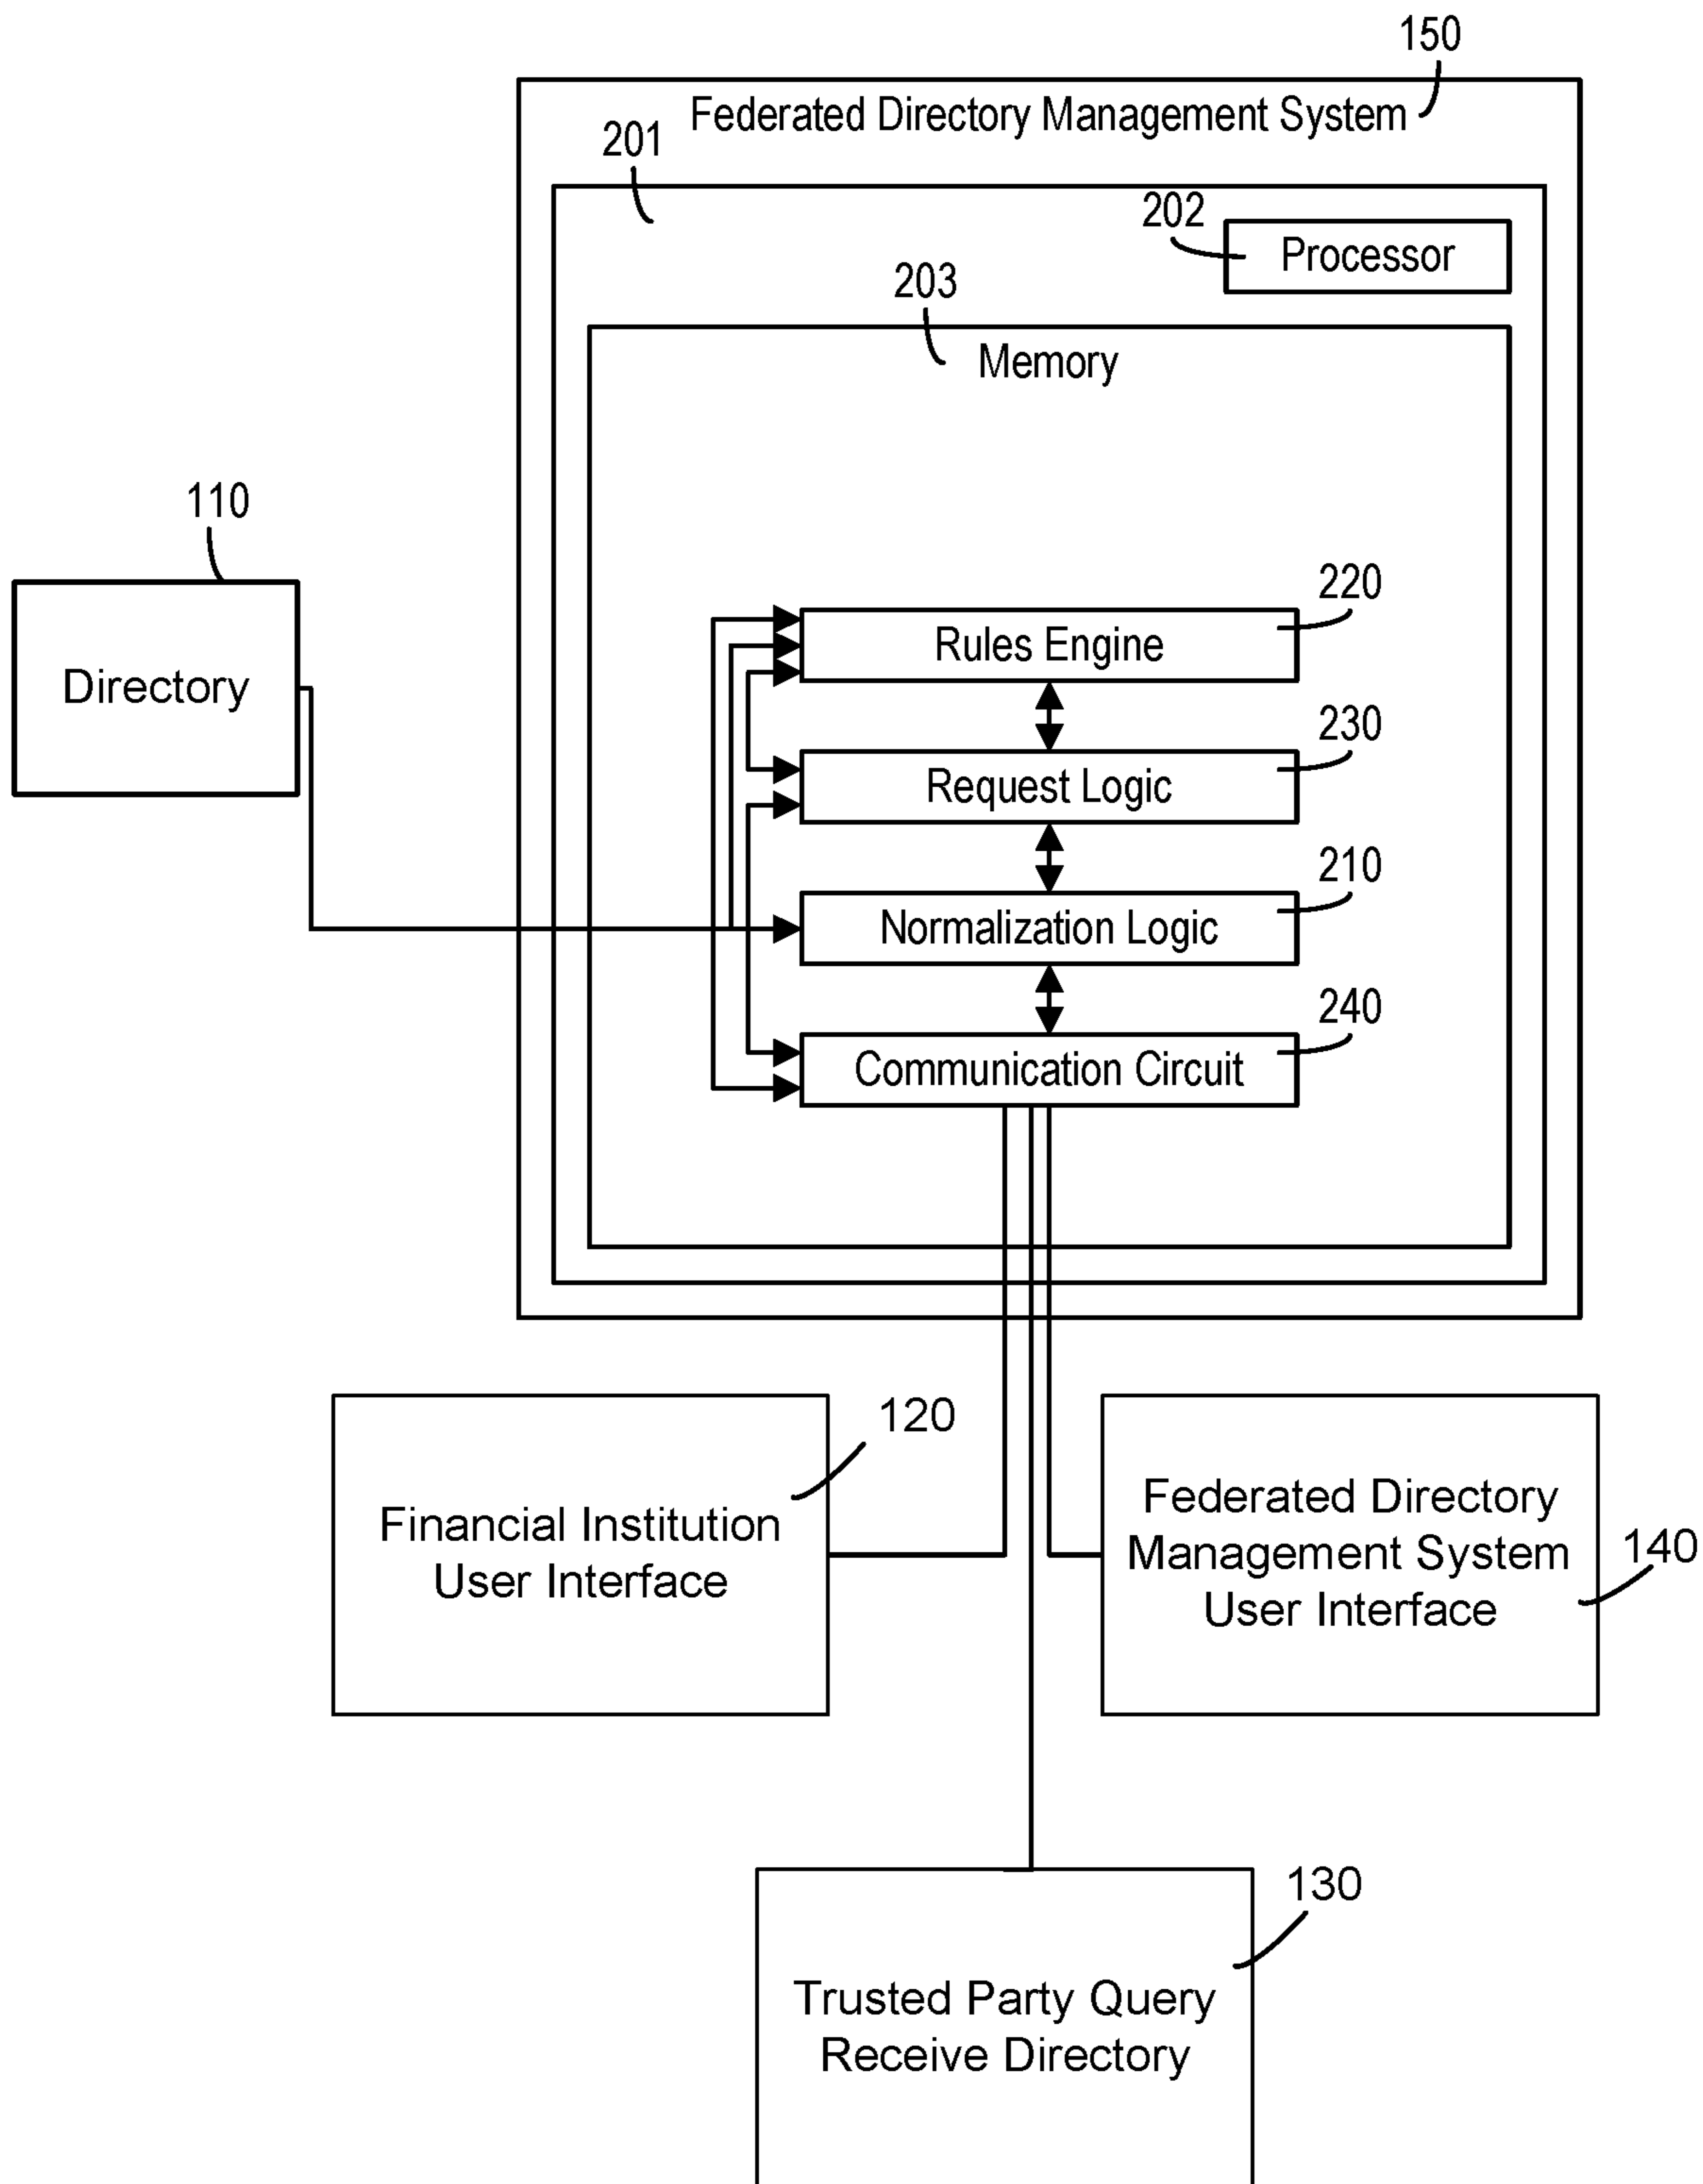 150
Federated Directory Management System
201
202
Processor
203
Memory
110
Directory
220
Rules Engine
230
Request Logic
210
Normalization Logic
240
Communication Circuit
120
Financial Institution
User Interface
Federated Directory
Management System
User Interface
140
130
Trusted Party Query
Receive Directory